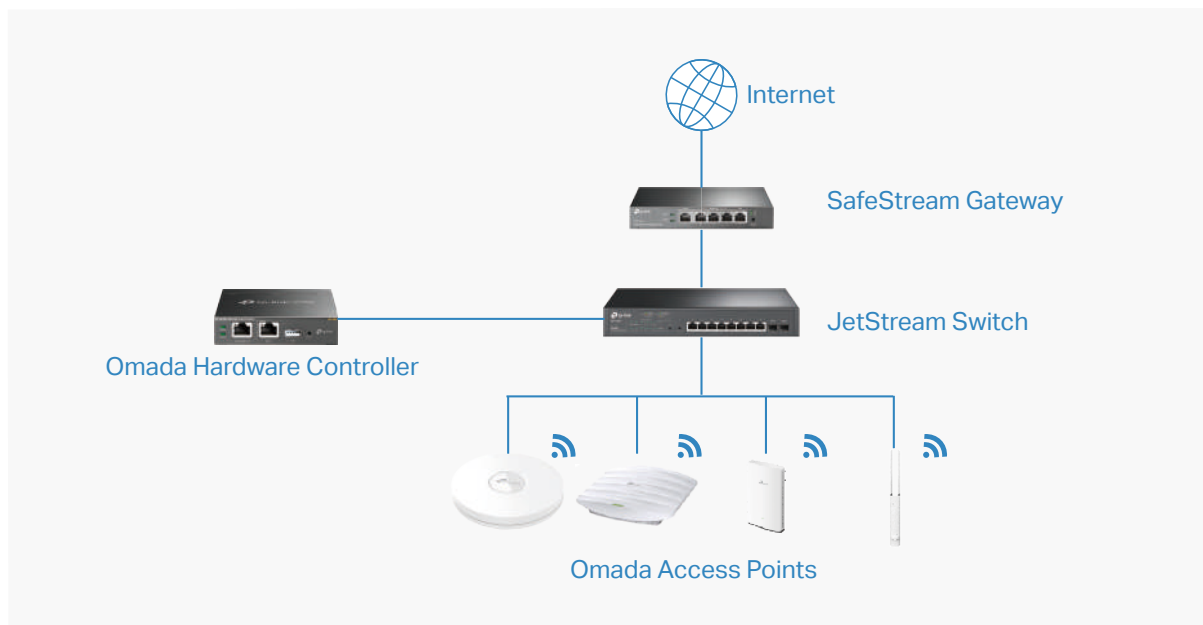 Internet
SafeStream Gateway
JetStream Switch
Omada Hardware Controller
Omada Access Points